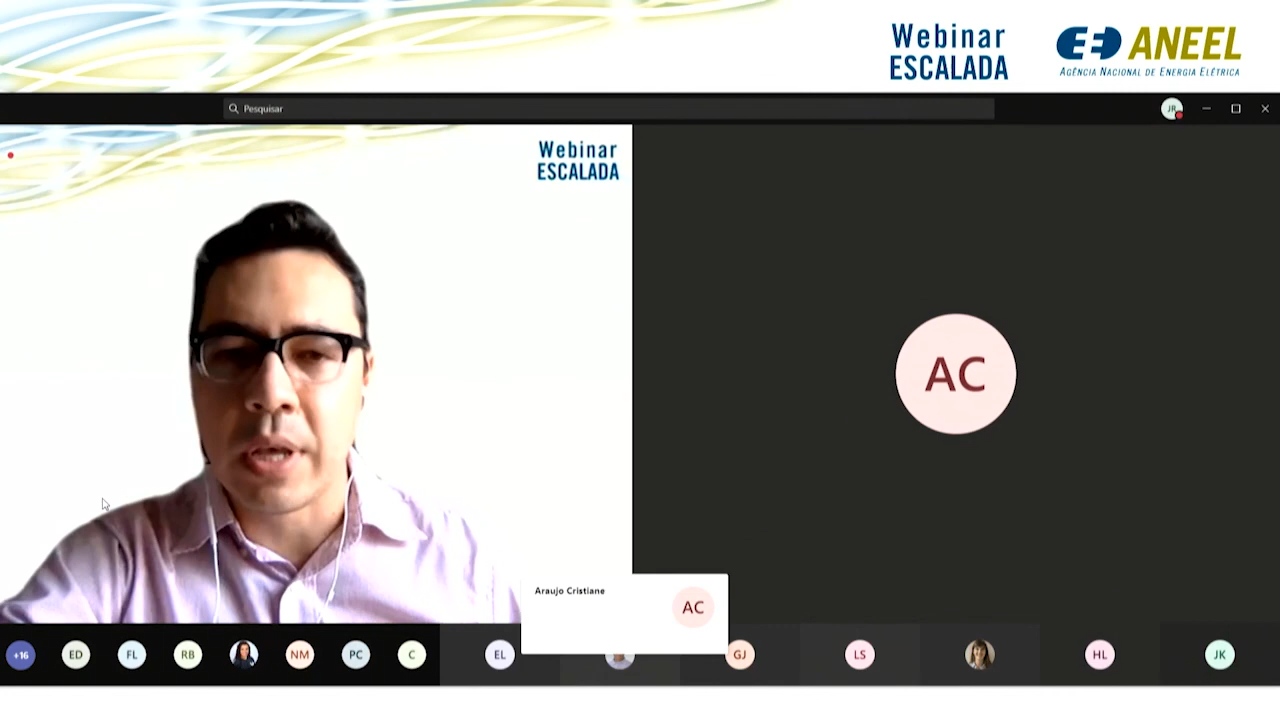 Webinar
ESCALADA
ANEEL
AGÊNCIA NACIONAL DE ENERGIA ELÉTRICA
Pesquisar
JR
Webinar
ESCALADA
AC
Araujo Cristiane
AC
+16
ED
FL
RB
NM
PC
C
EL
GJ
LS
HL
JK